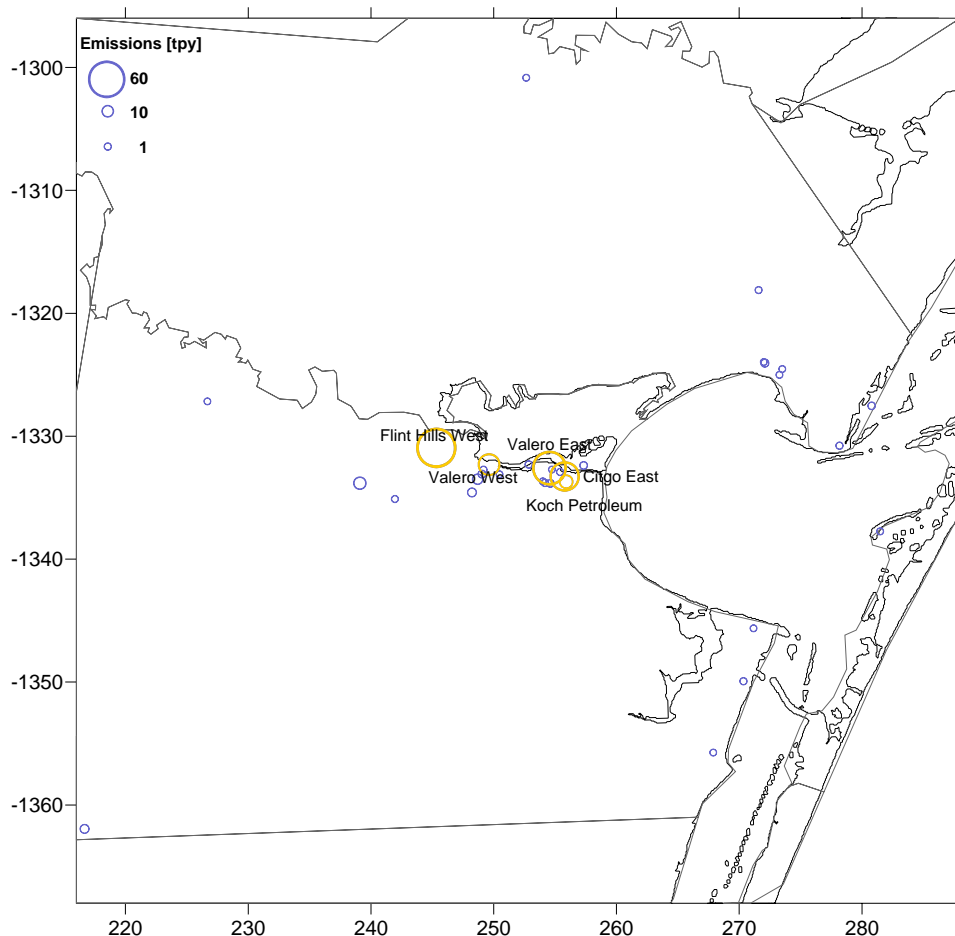 Emissions [tpy]
60
10
1
-1300
-1310
-1320
-1330
-1340
-1350
-1360
Flint Hills West
Valero East
Valero West
Citgo East
Koch Petroleum
220
230
240
250
260
270
280